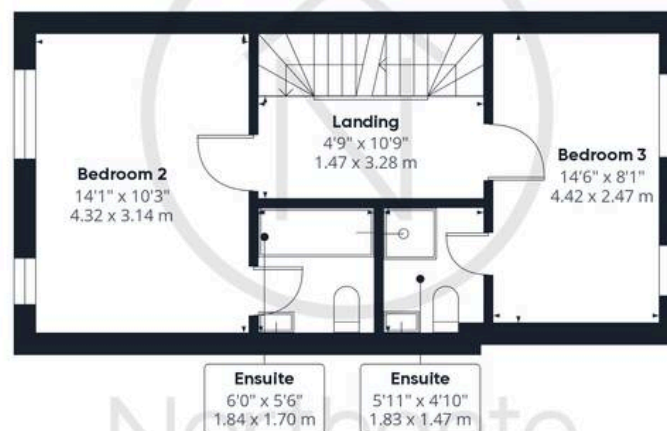 Landing
4'9" x 10'9"
1.47 x 3.28 m
Bedroom 2
14'1" x 10'3"
4.32 x 3.14 m
Bedroom 3
14'6" x 8'1"
4.42 x 2.47 m
Ensuite
6'0" x 5'6"
1.84 x 1.70 m
Ensuite
5'11" x 4'10"
1.83 x 1.47 m